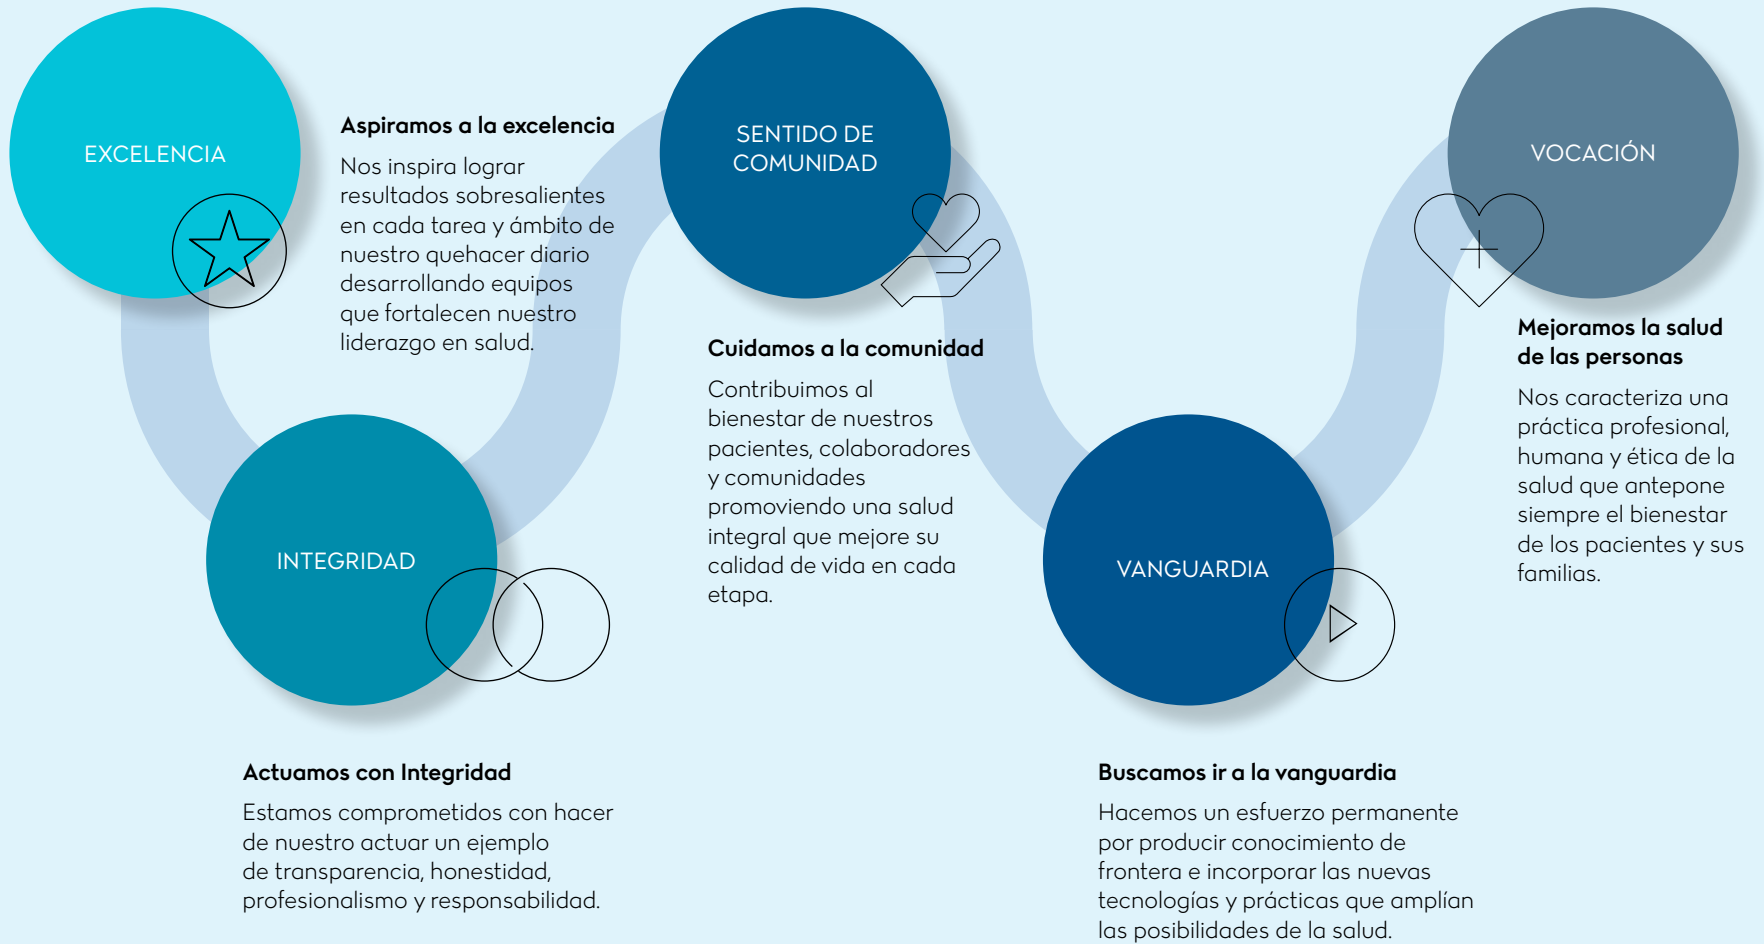 EXCELENCIA
Aspiramos a la excelencia
Nos inspira lograr
resultados sobresalientes
en cada tarea y ámbito de
nuestro quehacer diario
desarrollando equipos
que fortalecen nuestro
liderazgo en salud.
INTEGRIDAD
Actuamos con Integridad
Estamos comprometidos con hacer
de nuestro actuar un ejemplo
de transparencia, honestidad,
profesionalismo y responsabilidad.
SENTIDO DE
COMUNIDAD
Cuidamos a la comunidad
Contribuimos al
bienestar de nuestros
pacientes, colaboradores
y comunidades
promoviendo una salud
integral que mejore su
calidad de vida en cada
etapa.
VANGUARDIA
Buscamos ir a la vanguardia
Hacemos un esfuerzo permanente
por producir conocimiento de
frontera e incorporar las nuevas
tecnologías y prácticas que amplían
las posibilidades de la salud.
VOCACIÓN
Mejoramos la salud
de las personas
Nos caracteriza una
práctica profesional,
humana y ética de la
salud que antepone
siempre el bienestar
de los pacientes y sus
familias.